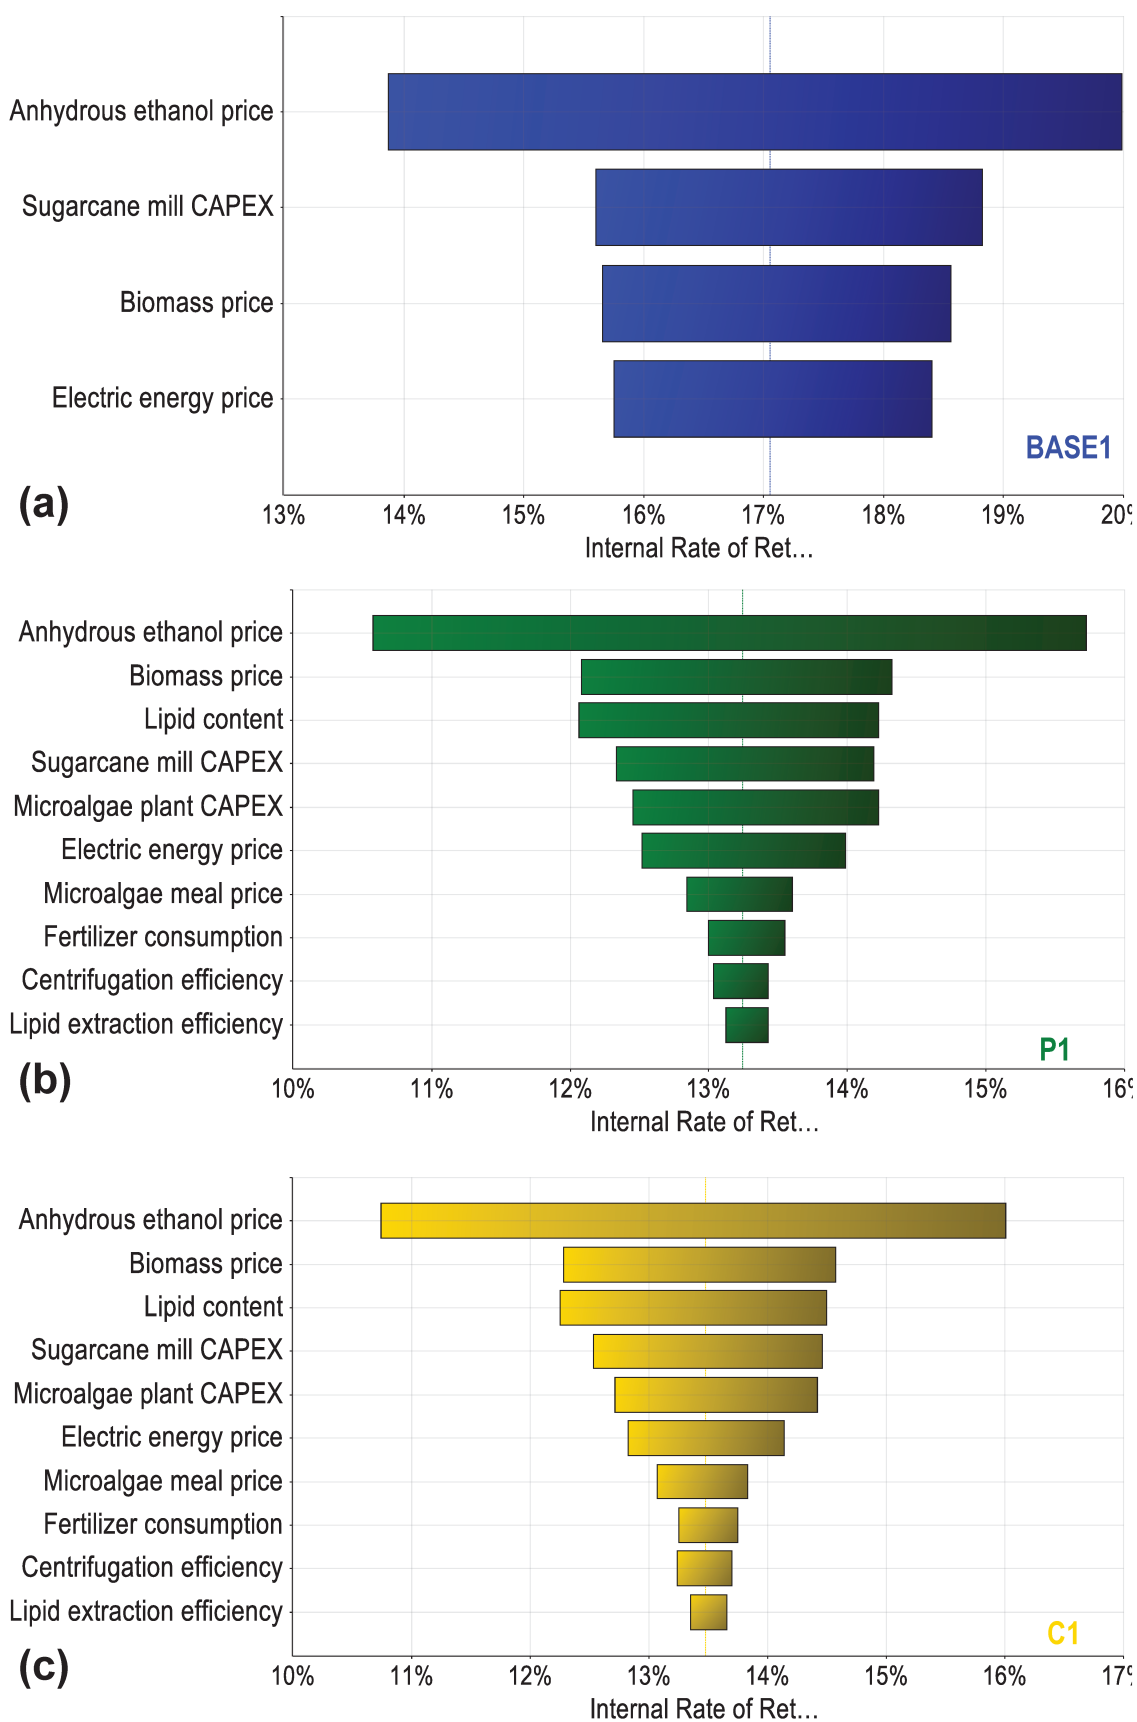 Anhydrous ethanol price
Sugarcane mill CAPEX
Biomass price
Electric energy price
BASE1
(a)
13% 14% 15% 16% 17% 18% 19% 20%
Internal Rate of Ret…
Anhydrous ethanol price
Biomass price
Lipid content
Sugarcane mill CAPEX
Microalgae plant CAPEX
Electric energy price
Microalgae meal price
Fertilizer consumption
Centrifugation efficiency
Lipid extraction efficiency
P1
(b)
10% 11% 12% 13% 14% 15% 16%
Internal Rate of Ret…
Anhydrous ethanol price
Biomass price
Lipid content
Sugarcane mill CAPEX
Microalgae plant CAPEX
Electric energy price
Microalgae meal price
Fertilizer consumption
Centrifugation efficiency
Lipid extraction efficiency
C1
(c)
10% 11% 12% 13% 14% 15% 16% 17%
Internal Rate of Ret…